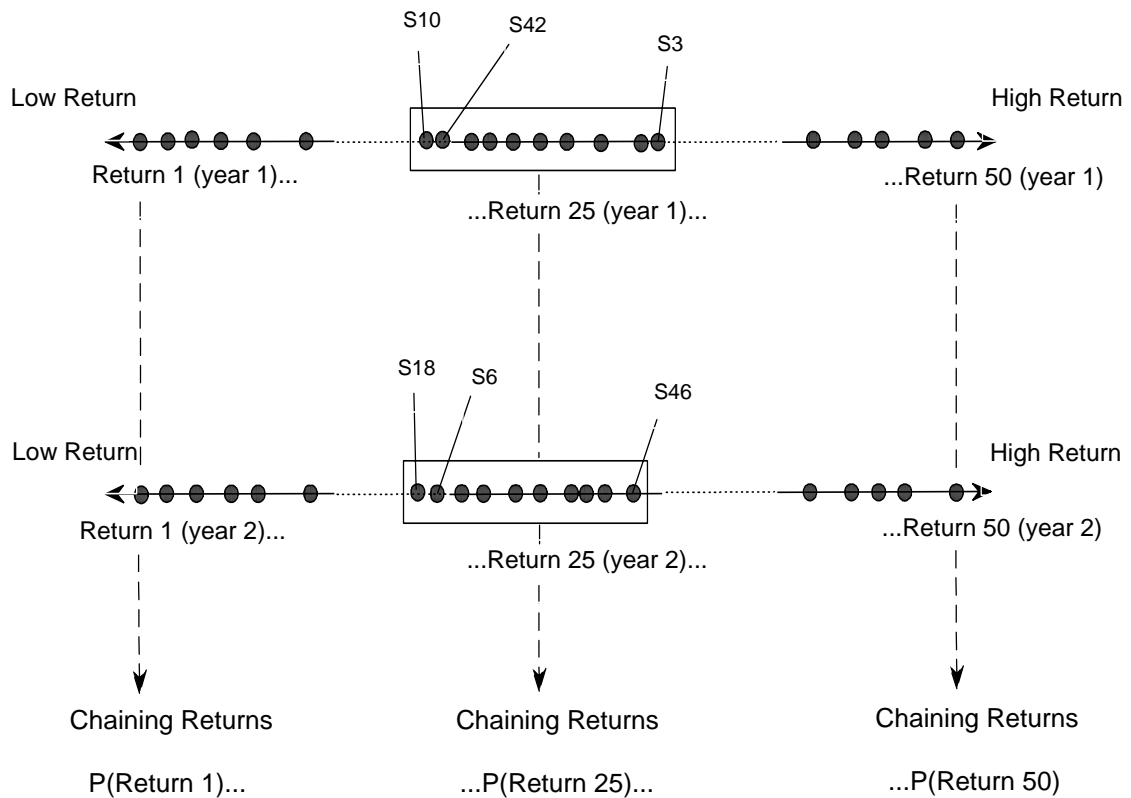 S10
S42
S3
Low Return
High Return
Return 1 (year 1)...
...Return 50 (year 1)
...Return 25 (year 1)...
S18
S6
S46
Low Return
High Return
Return 1 (year 2)...
...Return 50 (year 2)
...Return 25 (year 2)...
Chaining Returns
Chaining Returns
Chaining Returns
P(Return 1)...
...P(Return 25)...
...P(Return 50)